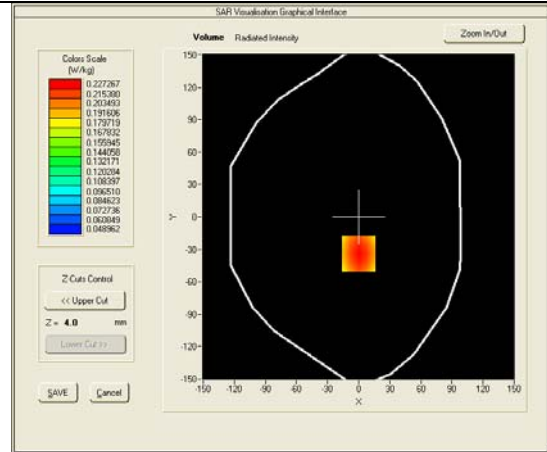 SAR Visualisation Graphical Interface
Volume Radiated Intensity
Zoom In/Out
Colors Scale
(W/kg)
0.227267
0.215380
0.203493
0.191606
0.179719
0.167832
0.155945
0.144058
0.132171
0.120284
0.108397
0.096510
0.084623
0.072736
0.060849
0.048962
Z-Cuts Control
<< Upper Cut
Z = 4.0 mm
Lower Cut >>
SAVE Cancel
150-
120-
90-
60-
30-
0-
-30-
-60-
-90-
-120-
-150-
Y
-150 -120 -90 -60 -30 0 30 60 90 120 150
X